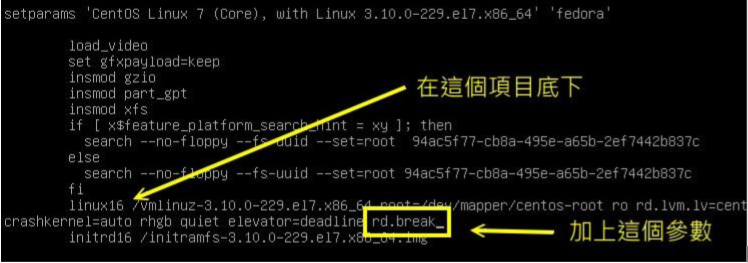 setparams 'CentOS Linux 7 (Core), with Linux 3.10.0-229.el7.x86_64' 'fedora'
load_video
set gfxpayload=keep
insmod gzio
insmod part_gpt
insmod xfs
在這個項目底下
if [ x$feature_platform_search_hint = xy ]; then
search --no-floppy --fs-uuid --set=root 94ac5f77-cb8a-495e-a65b-2ef7442b837c
else
search --no-floppy --fs-uuid --set=root 94ac5f77-cb8a-495e-a65b-2ef7442b837c
fi
linux16 /vmlinuz-3.10.0-229.el7.x86_64 root=/dev/mapper/centos-root ro rd.lvm.lv=cent
crashkernel=auto rhgb quiet elevator=deadline rd.break_
initrd16 /initramfs-3.10.0-229.el7.x86_64.img
加上這個參數